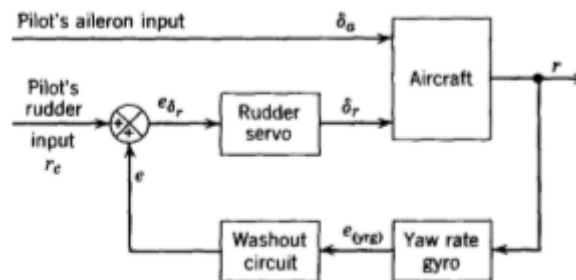 Pilot's aileron input
δa
Aircraft
r
Pilot's
rudder
input
rc
+
+
eδr
Rudder
servo
δr
e
Washout
circuit
e(yrg)
Yaw rate
gyro